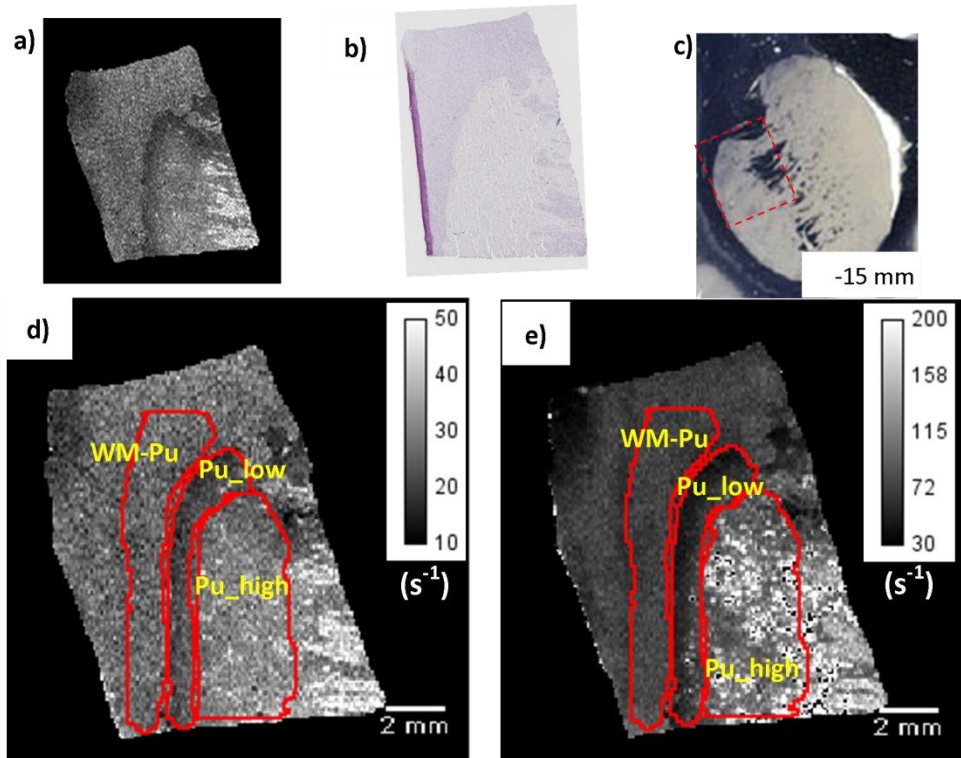 a)
b)
c)
-15 mm
d)
50
40
30
20
10
(s⁻¹)
WM-Pu
Pu_low
Pu_high
2 mm
e)
200
158
115
72
30
(s⁻¹)
WM-Pu
Pu_low
Pu_high
2 mm